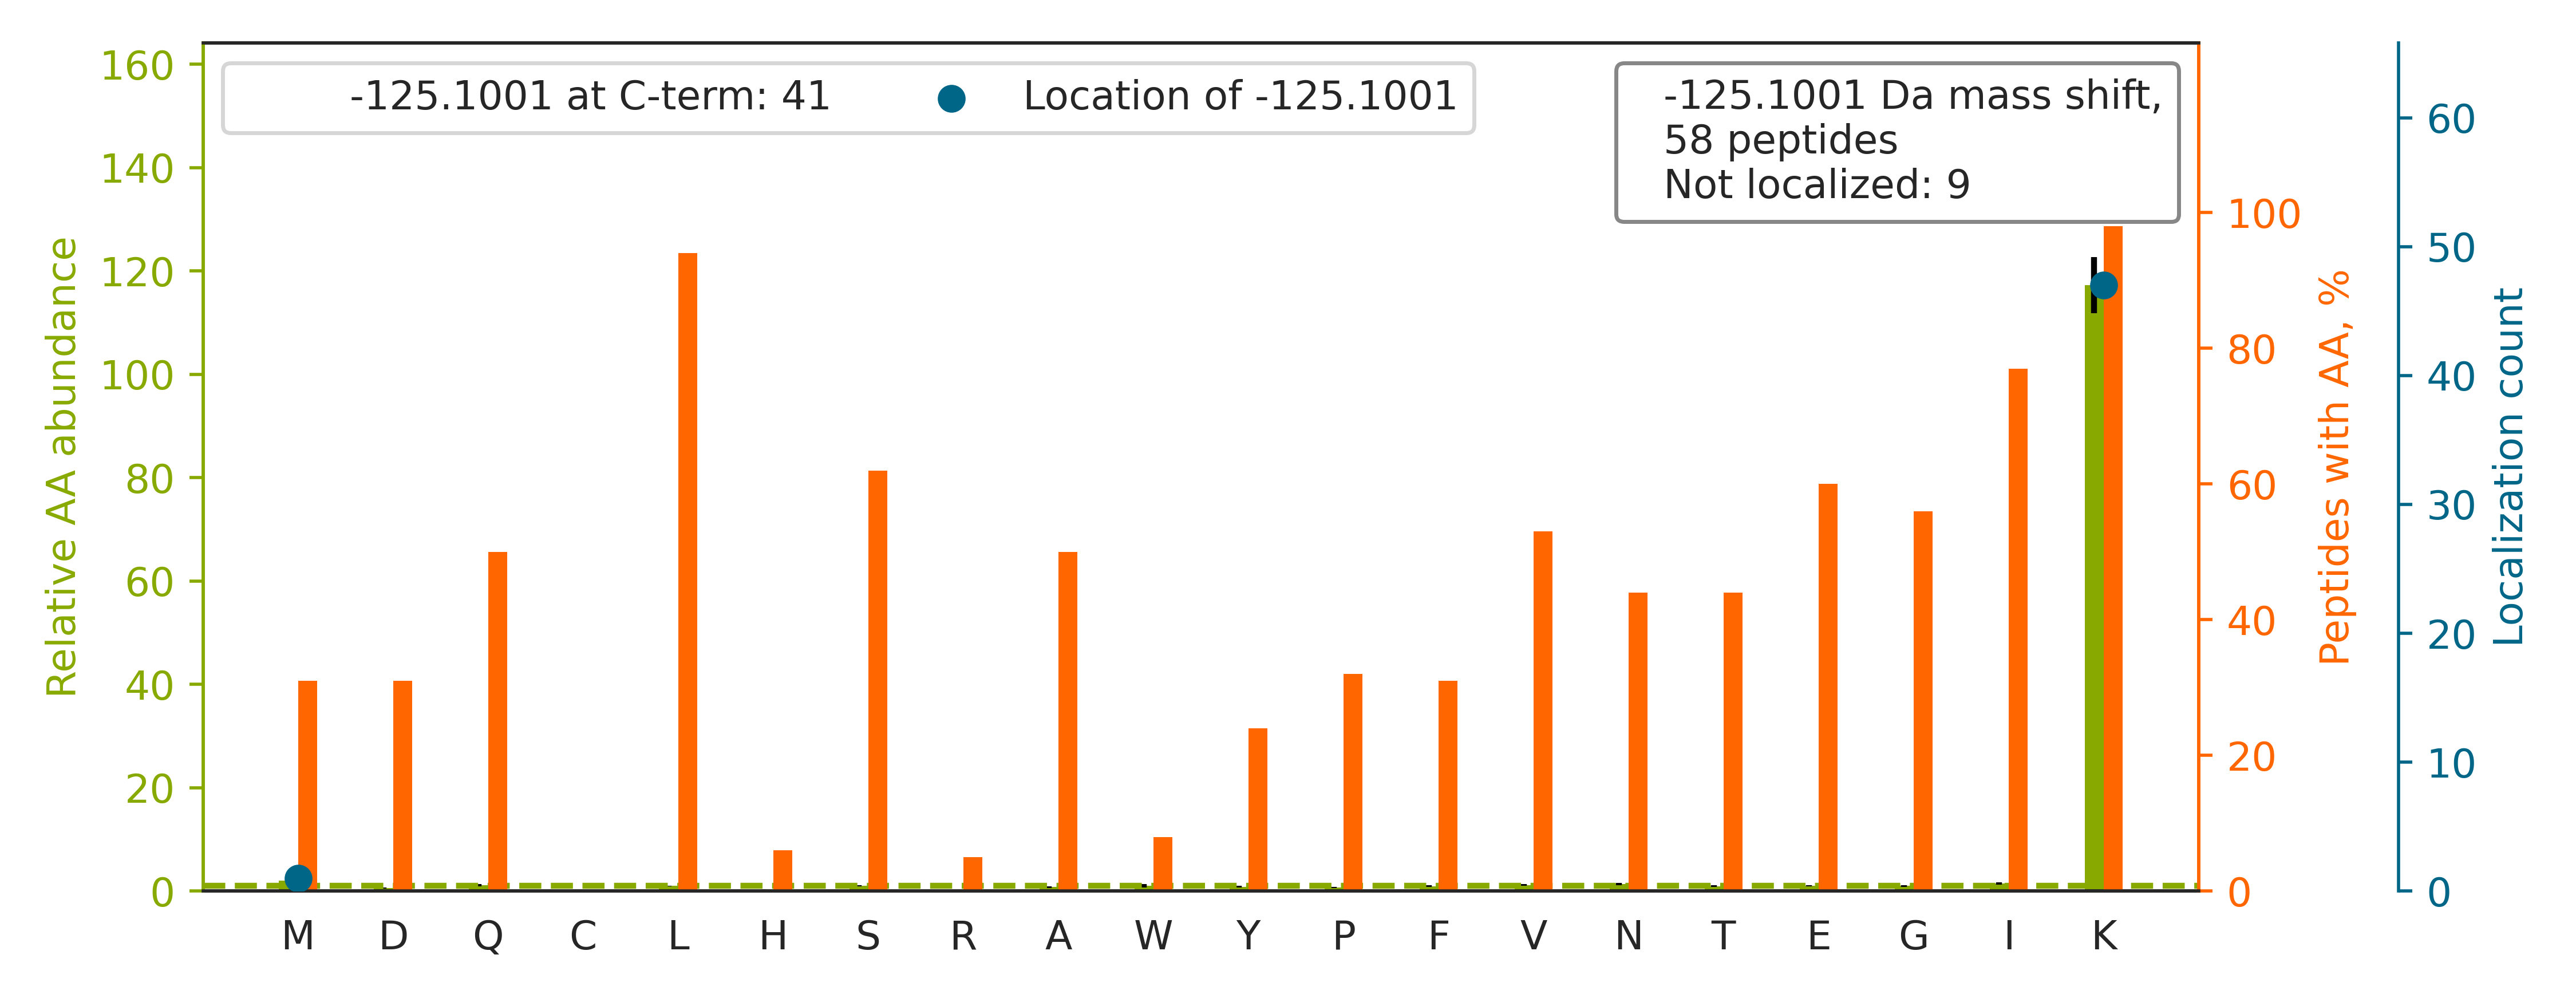 -125.1001 at C-term: 41
Location of -125.1001
-125.1001 Da mass shift,
58 peptides
Not localized: 9
Relative AA abundance
160
140
120
100
80
60
40
20
0
M D Q C L H S R A W Y P F V N T E G I K
100
80
60
40
20
0
Peptides with AA, %
60
50
40
30
20
10
0
Localization count